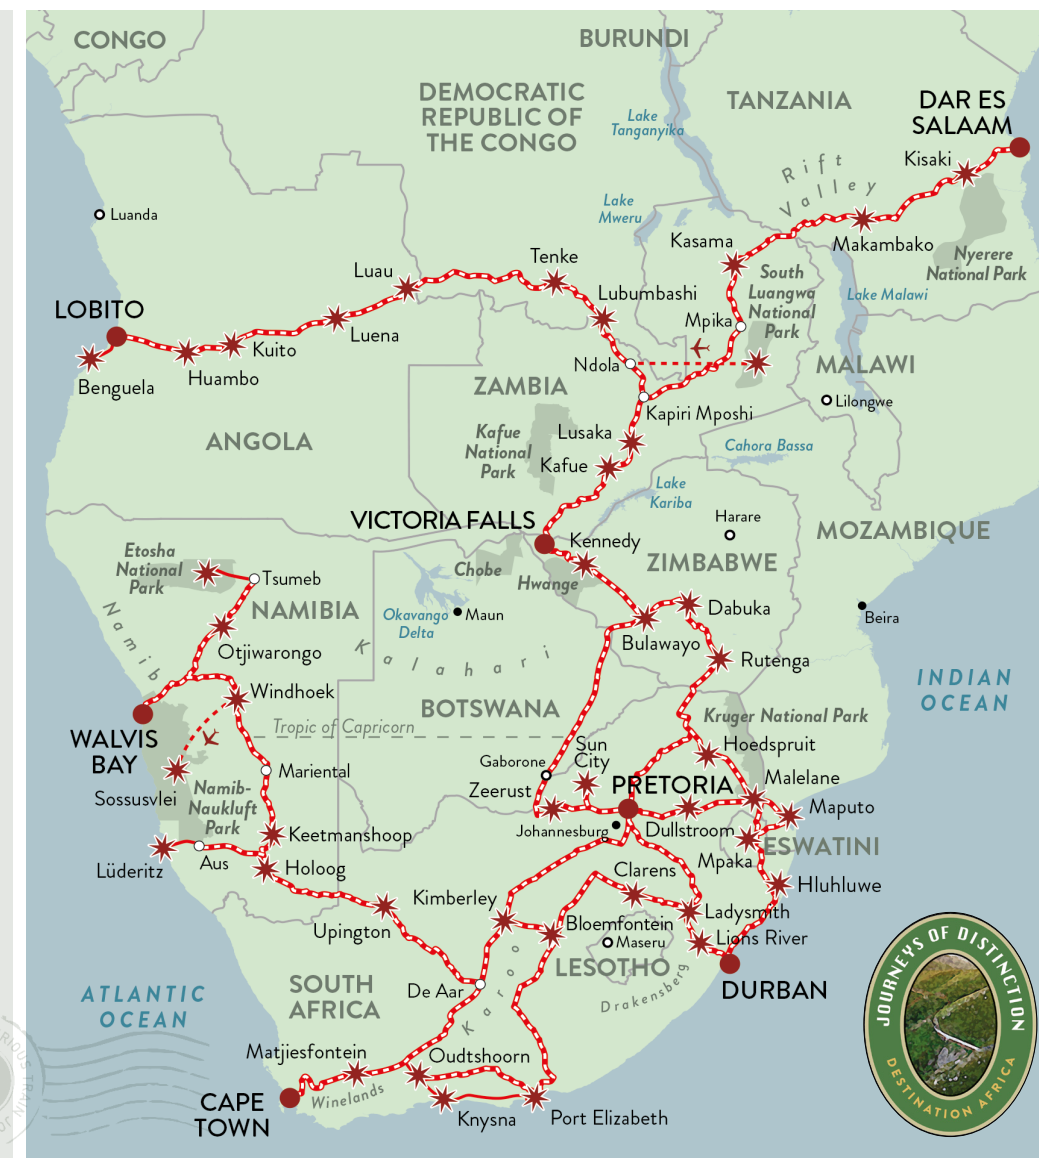 CONGO
BURUNDI
DEMOCRATIC
REPUBLIC OF
THE CONGO
TANZANIA
DAR ES
SALAAM
Lake
Tanganyika
Kisaki
Rift
Valley
Luanda
Lake
Mweru
Kasama
Makambako
Nyerere
National Park
Tenke
Luau
South
Luangwa
National
Park
Lubumbashi
Lake Malawi
LOBITO
Mpika
Luena
Kuito
Huambo
Benguela
Ndola
MALAWI
ZAMBIA
Lilongwe
Kapiri Mposhi
ANGOLA
Kafue
National
Park
Lusaka
Kafue
Cahora Bassa
Lake
Kariba
VICTORIA FALLS
Harare
MOZAMBIQUE
Kennedy
ZIMBABWE
Etosha
National
Park
Tsumeb
Chobe
Hwange
NAMIBIA
Okavango
Delta
Maun
Dabuka
Beira
Namib
Otjiwarongo
Kalahari
Bulawayo
Rutenga
INDIAN
OCEAN
Windhoek
BOTSWANA
Kruger National Park
Tropic of Capricorn
WALVIS
BAY
Sun
City
Hoedspruit
Gaborone
Mariental
Sossusvlei
Zeerust
PRETORIA
Malelane
Namib-
Naukluft
Park
Maputo
Johannesburg
Dullstroom
Keetmanshoop
Mpaka
ESWATINI
Lüderitz
Aus
Holoog
Clarens
Hluhluwe
Kimberley
Ladysmith
Upington
Bloemfontein
Maseru
Lions River
LESOTHO
Drakensberg
DURBAN
SOUTH
AFRICA
De Aar
Karoo
ATLANTIC
OCEAN
Matjiesfontein
Oudtshoorn
Winelands
CAPE
TOWN
Knysna
Port Elizabeth
JOURNEYS OF DISTINCTION
DESTINATION AFRICA